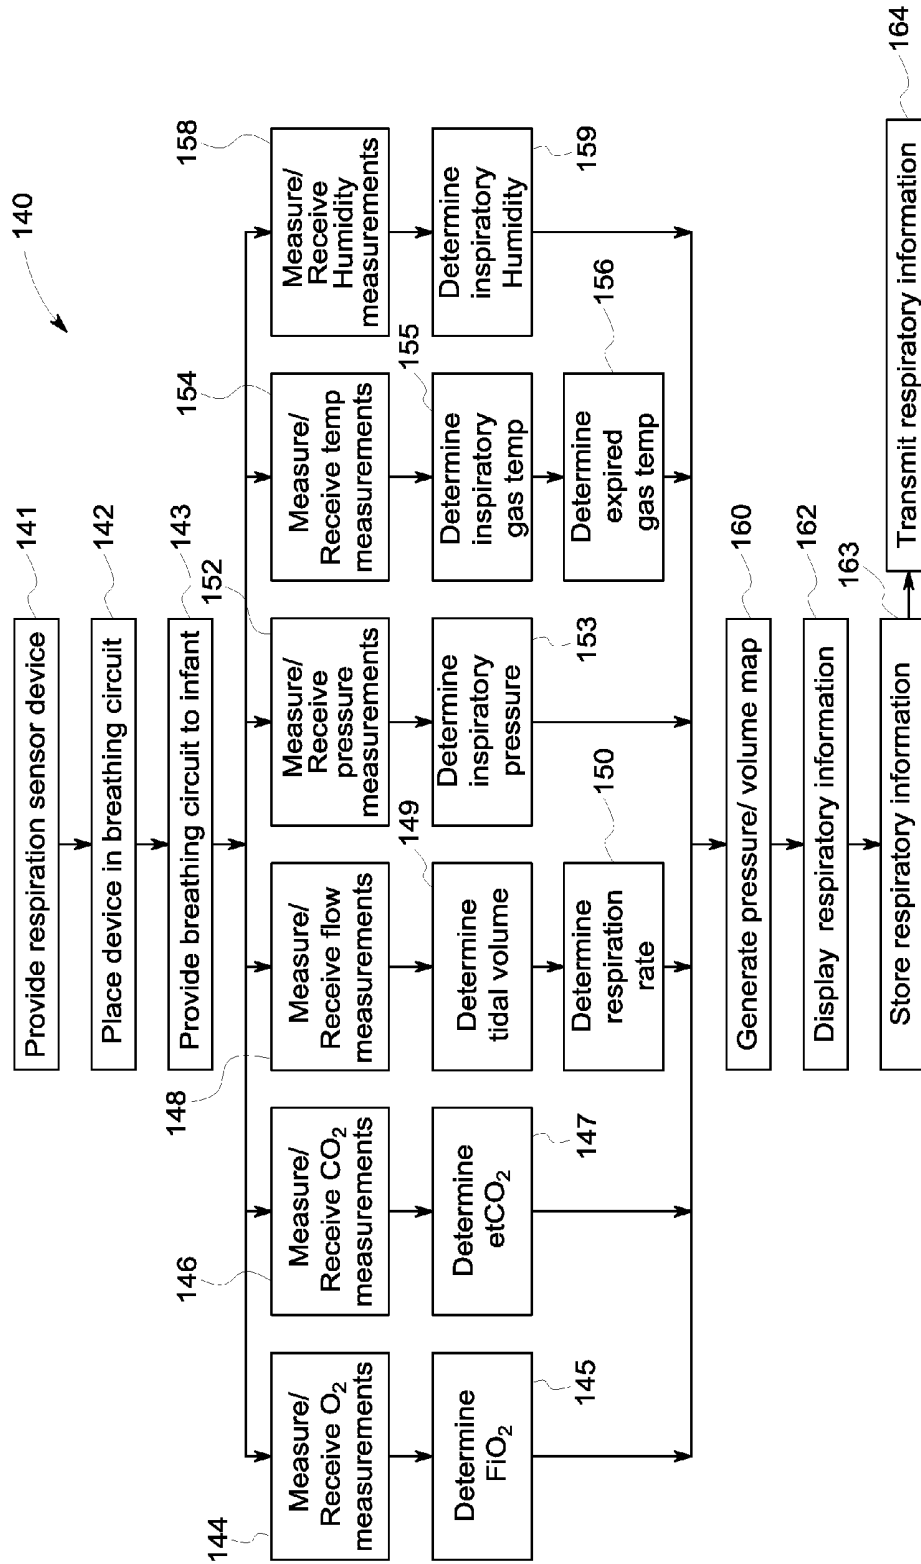 140
Provide respiration sensor device
141
Place device in breathing circuit
142
Provide breathing circuit to infant
143
144
Measure/
Receive O₂
measurements
146
Measure/
Receive CO₂
measurements
148
Measure/
Receive flow
measurements
152
Measure/
Receive
pressure
measurements
154
Measure/
Receive temp
measurements
158
Measure/
Receive
Humidity
measurements
Determine
FiO₂
145
Determine
etCO₂
147
149
Determine
tidal volume
Determine
inspiratory
pressure
153
155
Determine
inspiratory
gas temp
Determine
inspiratory
Humidity
159
Determine
respiration
rate
150
Determine
expired
gas temp
156
Generate pressure/ volume map
160
Display respiratory information
162
Store respiratory information
163
Transmit respiratory information
164